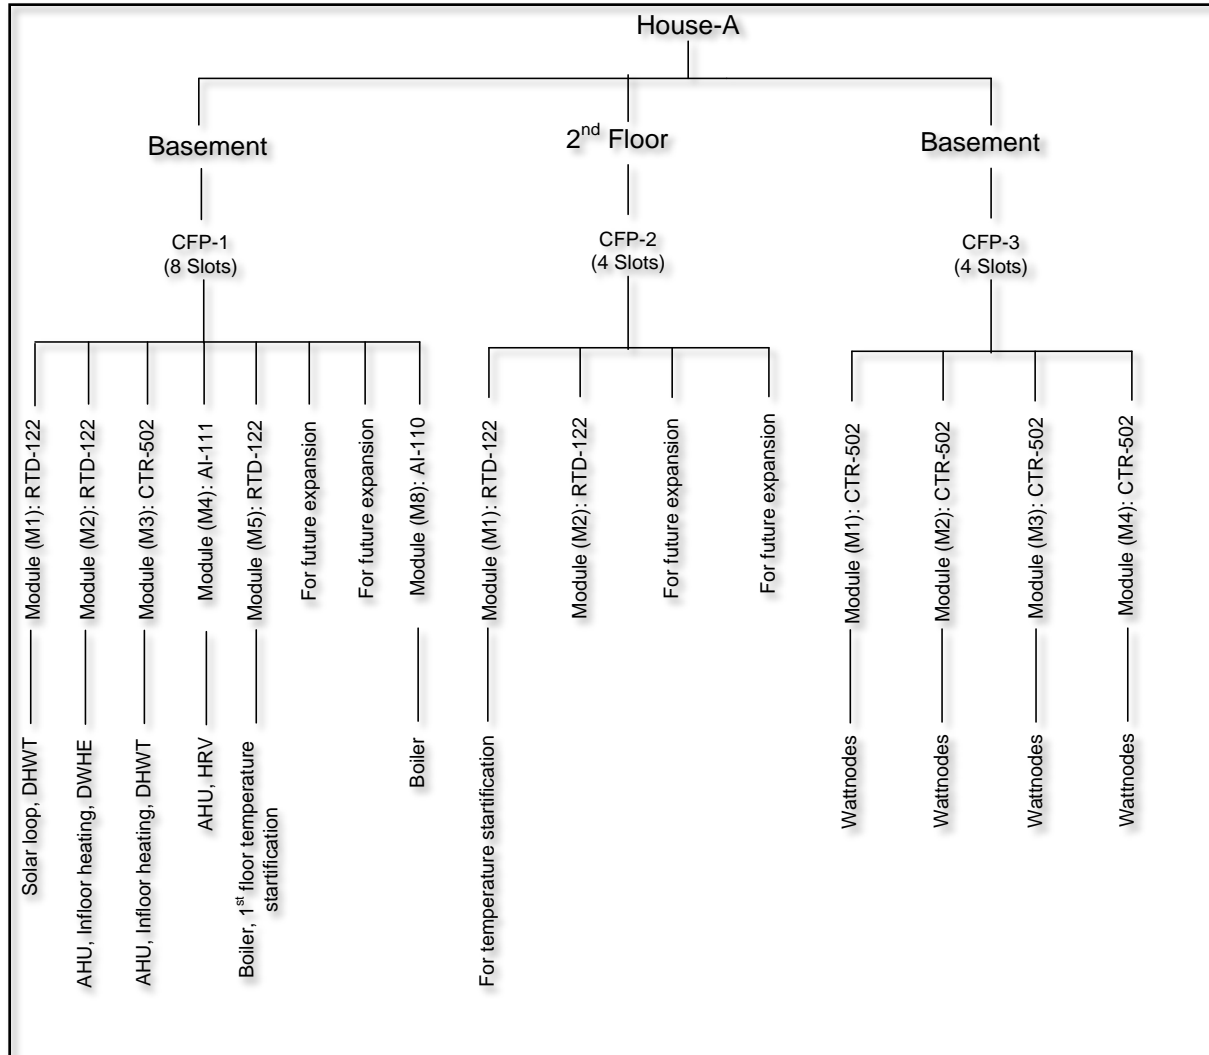 House-A
Basement
2nd Floor
Basement
CFP-1
(8 Slots)
CFP-2
(4 Slots)
CFP-3
(4 Slots)
Module (M1): RTD-122
Module (M2): RTD-122
Module (M3): CTR-502
Module (M4): AI-111
Module (M5): RTD-122
For future expansion
For future expansion
Module (M8): AI-110
Module (M1): RTD-122
Module (M2): RTD-122
For future expansion
For future expansion
Module (M1): CTR-502
Module (M2): CTR-502
Module (M3): CTR-502
Module (M4): CTR-502
Solar loop, DHWT
AHU, Infloor heating, DWHE
AHU, Infloor heating, DHWT
AHU, HRV
Boiler, 1st floor temperature
startification
Boiler
For temperature startification
Wattnodes
Wattnodes
Wattnodes
Wattnodes